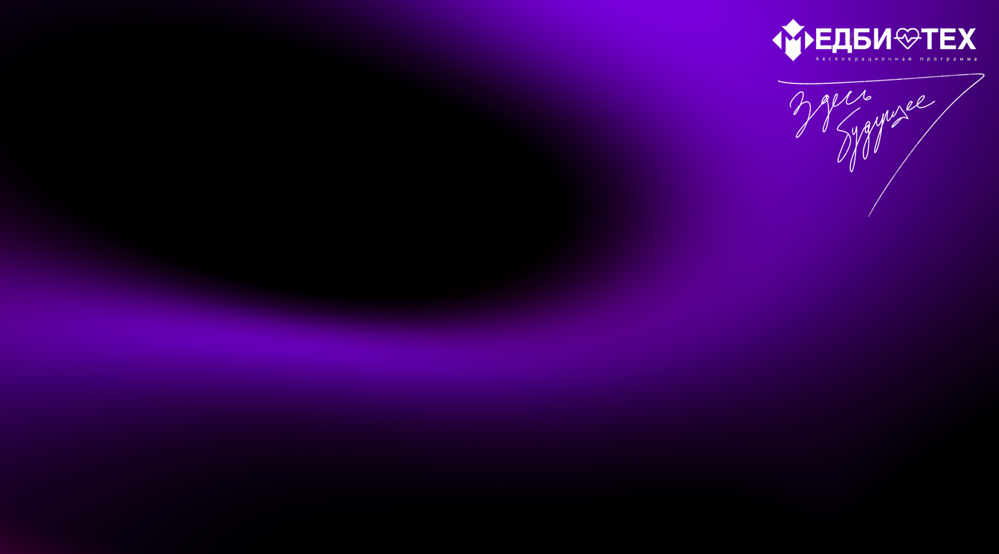 МЕДБИОТЕХ
Акселерационная программа
Здесь
будущее